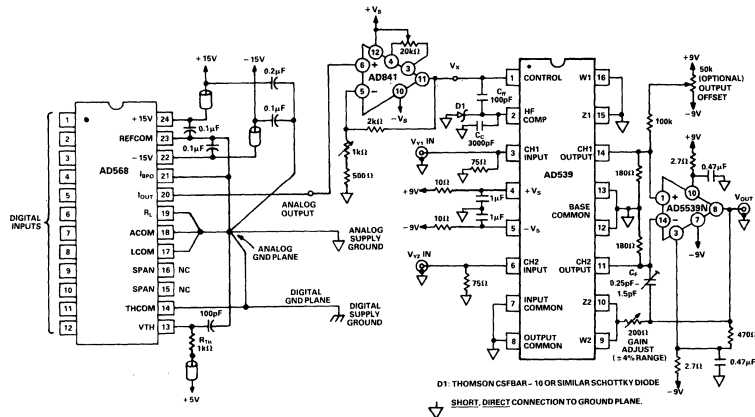 +VS
20kΩ
12
4
3
6
+
5
−
11
AD841
VX
−VS
2kΩ
1kΩ
500Ω
+15V
−15V
0.2µF
0.1µF
0.1µF
0.1µF
1
2
3
4
5
6
7
8
9
10
11
12
DIGITAL
INPUTS
AD568
+15V 24
REFCOM 23
−15V 22
IBPO 21
IOUT 20
RL 19
ACOM 18
LCOM 17
SPAN 16 NC
SPAN 15 NC
THCOM 14
VTH 13
ANALOG
OUTPUT
ANALOG
GND PLANE
ANALOG
SUPPLY
GROUND
DIGITAL
GND PLANE
DIGITAL
SUPPLY
GROUND
100pF
RTH
1kΩ
+5V
Cff
100pF
D1
CC
3000pF
VY1 IN
75Ω
+9V
10Ω
1µF
1µF
−9V
10Ω
VY2 IN
75Ω
AD539
1 CONTROL
2 HF
COMP
3 CH1
INPUT
4 +VS
5 −VS
6 CH2
INPUT
7 INPUT
COMMON
8 OUTPUT
COMMON
W1 16
Z1 15
CH1
OUTPUT 14
13
BASE
COMMON
12
CH2
OUTPUT 11
Z2 10
W2 9
+9V
50k
(OPTIONAL)
OUTPUT
OFFSET
−9V
100k
+9V
2.7Ω
0.47µF
180Ω
180Ω
1
+
10
14
−
3
7
8
AD5539N
VOUT
−9V
CF
0.25pF–
1.5pF
200Ω
GAIN
ADJUST
(±4% RANGE)
470Ω
2.7Ω
0.47µF
−9V
D1: THOMSON CSFBAR – 10 OR SIMILAR SCHOTTKY DIODE
SHORT, DIRECT CONNECTION TO GROUND PLANE.